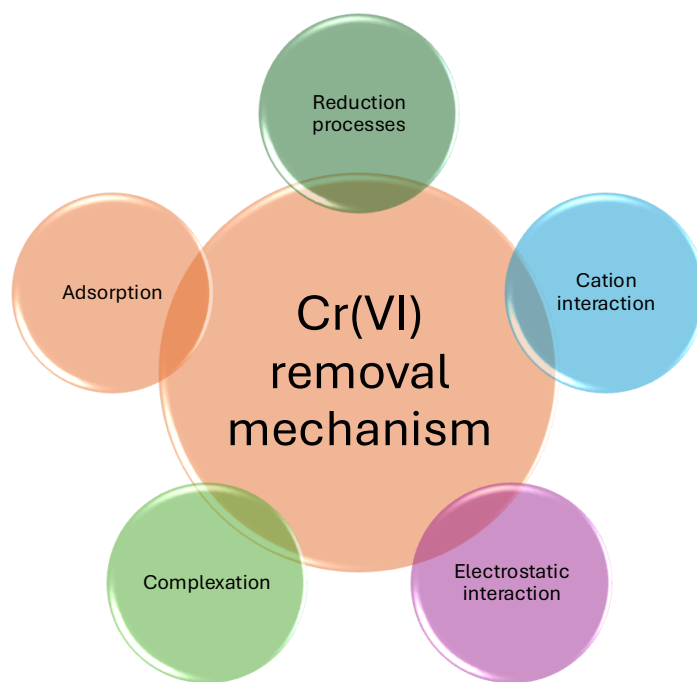 Reduction
processes
Adsorption
Cation
interaction
Cr(VI)
removal
mechanism
Complexation
Electrostatic
interaction